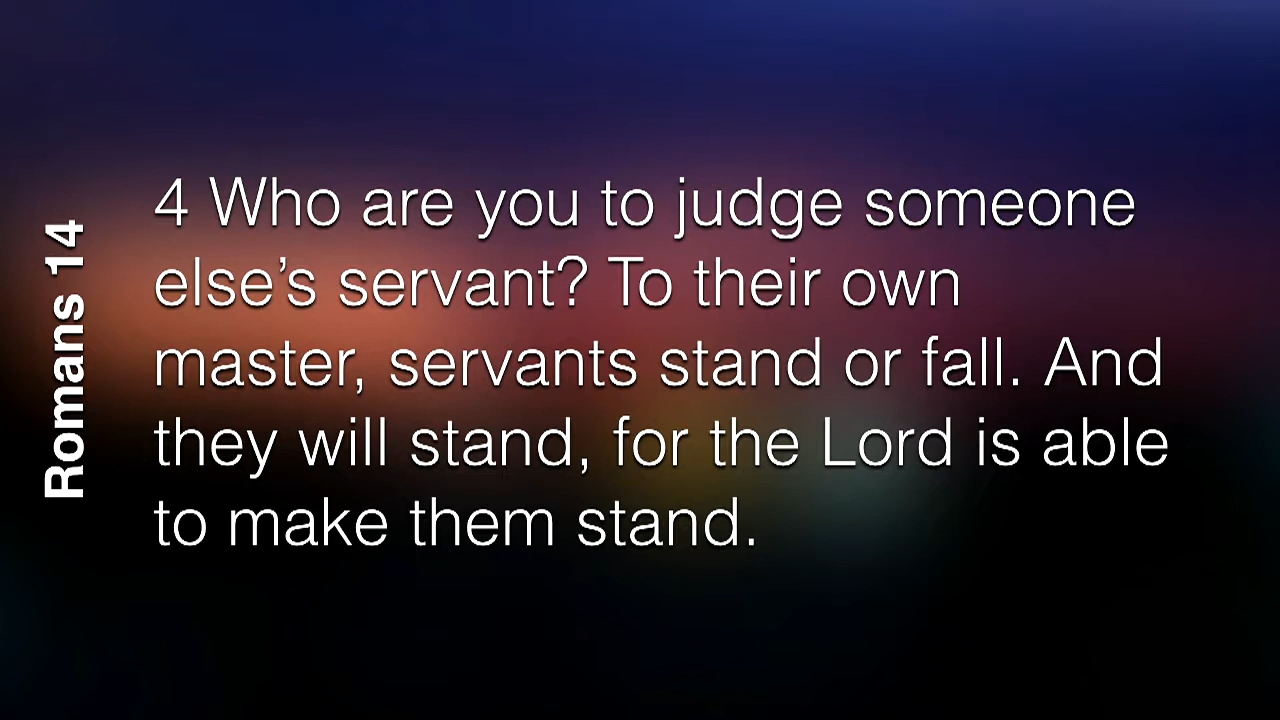 Romans 14
4 Who are you to judge someone
else’s servant? To their own
master, servants stand or fall. And
they will stand, for the Lord is able
to make them stand.